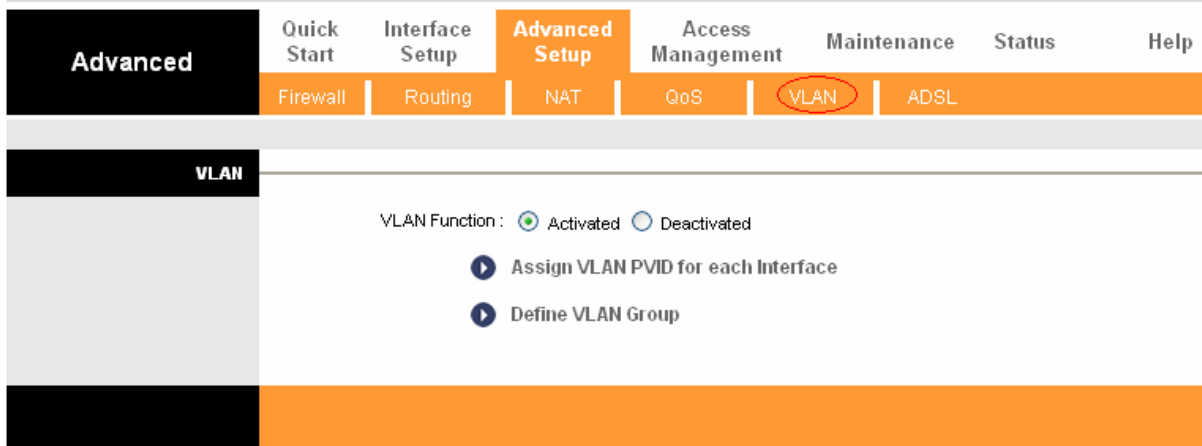 Advanced
Quick Start
Interface Setup
Advanced Setup
Access Management
Maintenance
Status
Help
Firewall
Routing
NAT
QoS
VLAN
ADSL
VLAN
VLAN Function : Activated Deactivated
Assign VLAN PVID for each Interface
Define VLAN Group